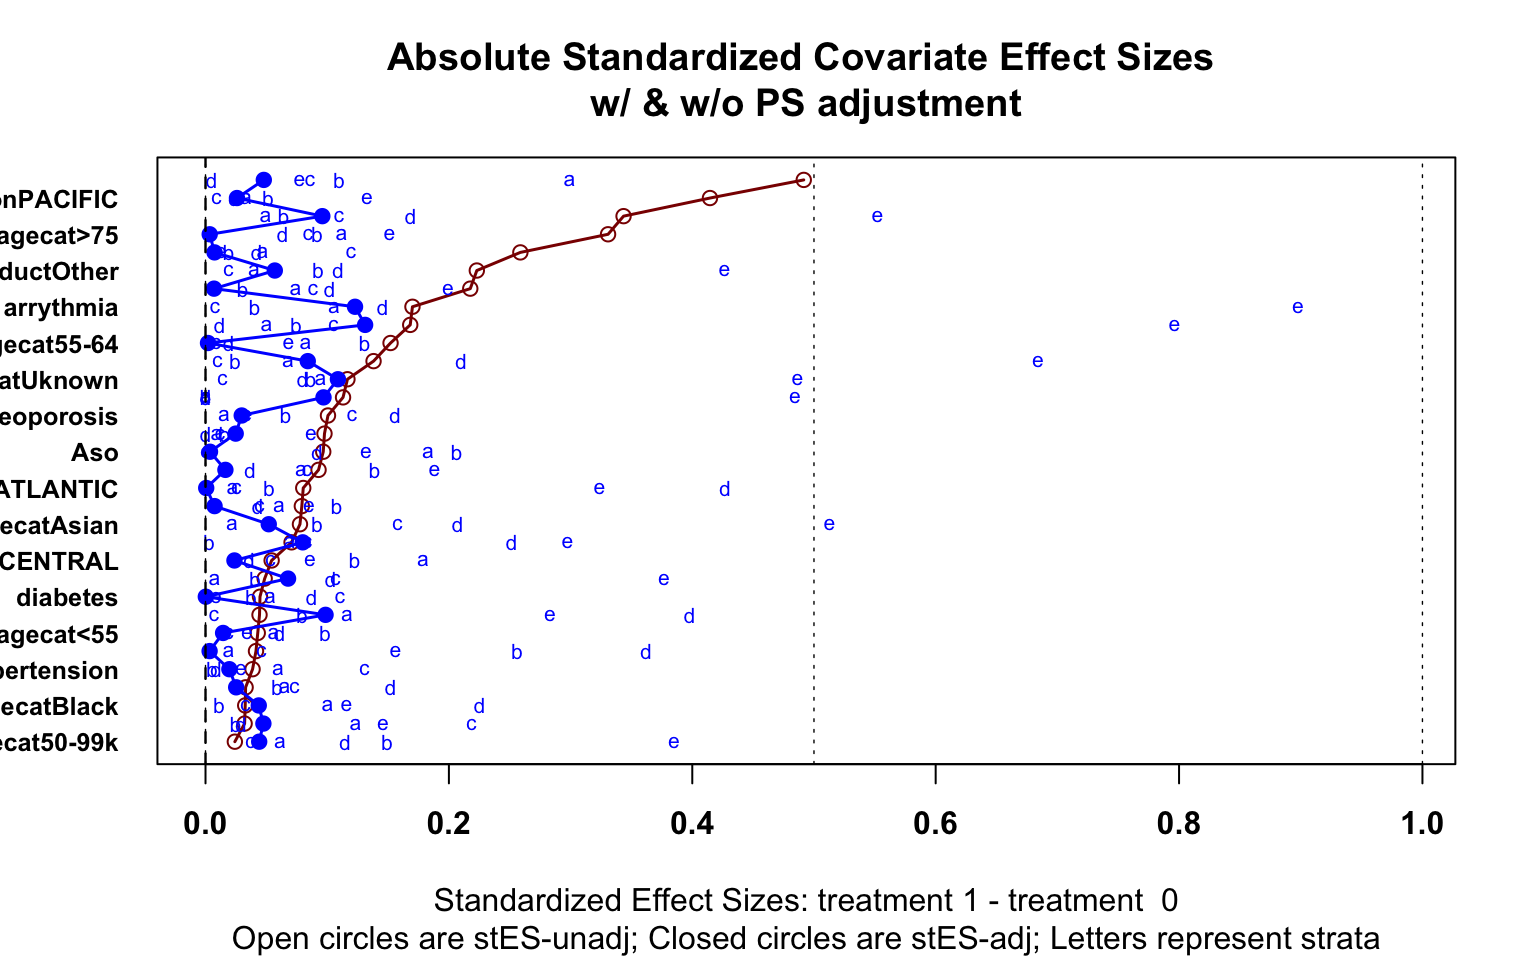 Absolute Standardized Covariate Effect Sizes
w/ & w/o PS adjustment
onPACIFIC
agecat>75
ductOther
arrythmia
gecat55-64
atUknown
eoporosis
Aso
ATLANTIC
ecatAsian
CENTRAL
diabetes
agecat<55
pertension
ecatBlack
ecat50-99k
0.0 0.2 0.4 0.6 0.8 1.0
Standardized Effect Sizes: treatment 1 - treatment 0
Open circles are stES-unadj; Closed circles are stES-adj; Letters represent strata